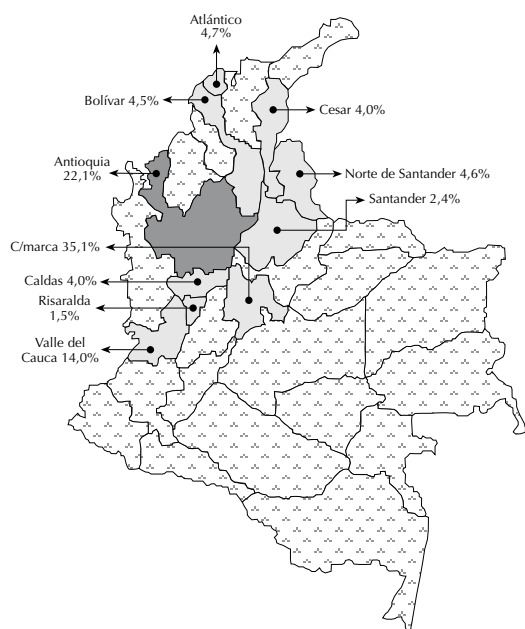 Atlántico
4,7%
Bolívar 4,5%
Cesar 4,0%
Antioquia
22,1%
Norte de Santander 4,6%
Santander 2,4%
C/marca 35,1%
Caldas 4,0%
Risaralda
1,5%
Valle del
Cauca 14,0%